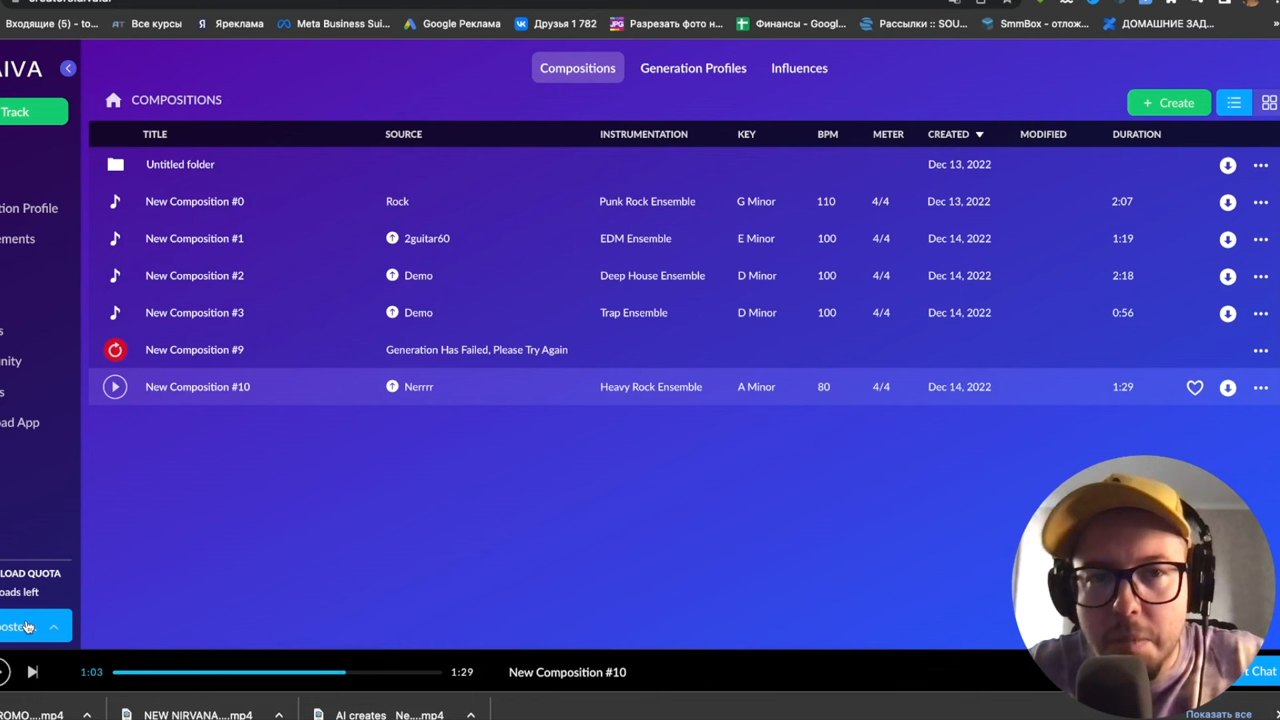 Входящие (5) - to...
Все курсы
Яреклама
Meta Business Sui...
Google Реклама
Друзья 1 782
JPG
Разрезать фото н...
Финансы - Googl...
Рассылки :: SOU...
SmmBox - отлож...
ДОМАШНИЕ ЗАД...
»
AIVA
Track
Compositions
Generation Profiles
Influences
COMPOSITIONS
+ Create
TITLE SOURCE INSTRUMENTATION KEY BPM METER CREATED MODIFIED DURATION
Untitled folder Dec 13, 2022
New Composition #0 Rock Punk Rock Ensemble G Minor 110 4/4 Dec 13, 2022 2:07
New Composition #1 2guitar60 EDM Ensemble E Minor 100 4/4 Dec 14, 2022 1:19
New Composition #2 Demo Deep House Ensemble D Minor 100 4/4 Dec 14, 2022 2:18
New Composition #3 Demo Trap Ensemble D Minor 100 4/4 Dec 14, 2022 0:56
New Composition #9 Generation Has Failed, Please Try Again
New Composition #10 Nerrrr Heavy Rock Ensemble A Minor 80 4/4 Dec 14, 2022 1:29
tion Profile
ements
s
unity
s
oad App
LOAD QUOTA
oads left
1:03
1:29
New Composition #10
t Chat
ROMO....mp4
NEW NIRVANA....mp4
AI creates Ne....mp4
Показать все